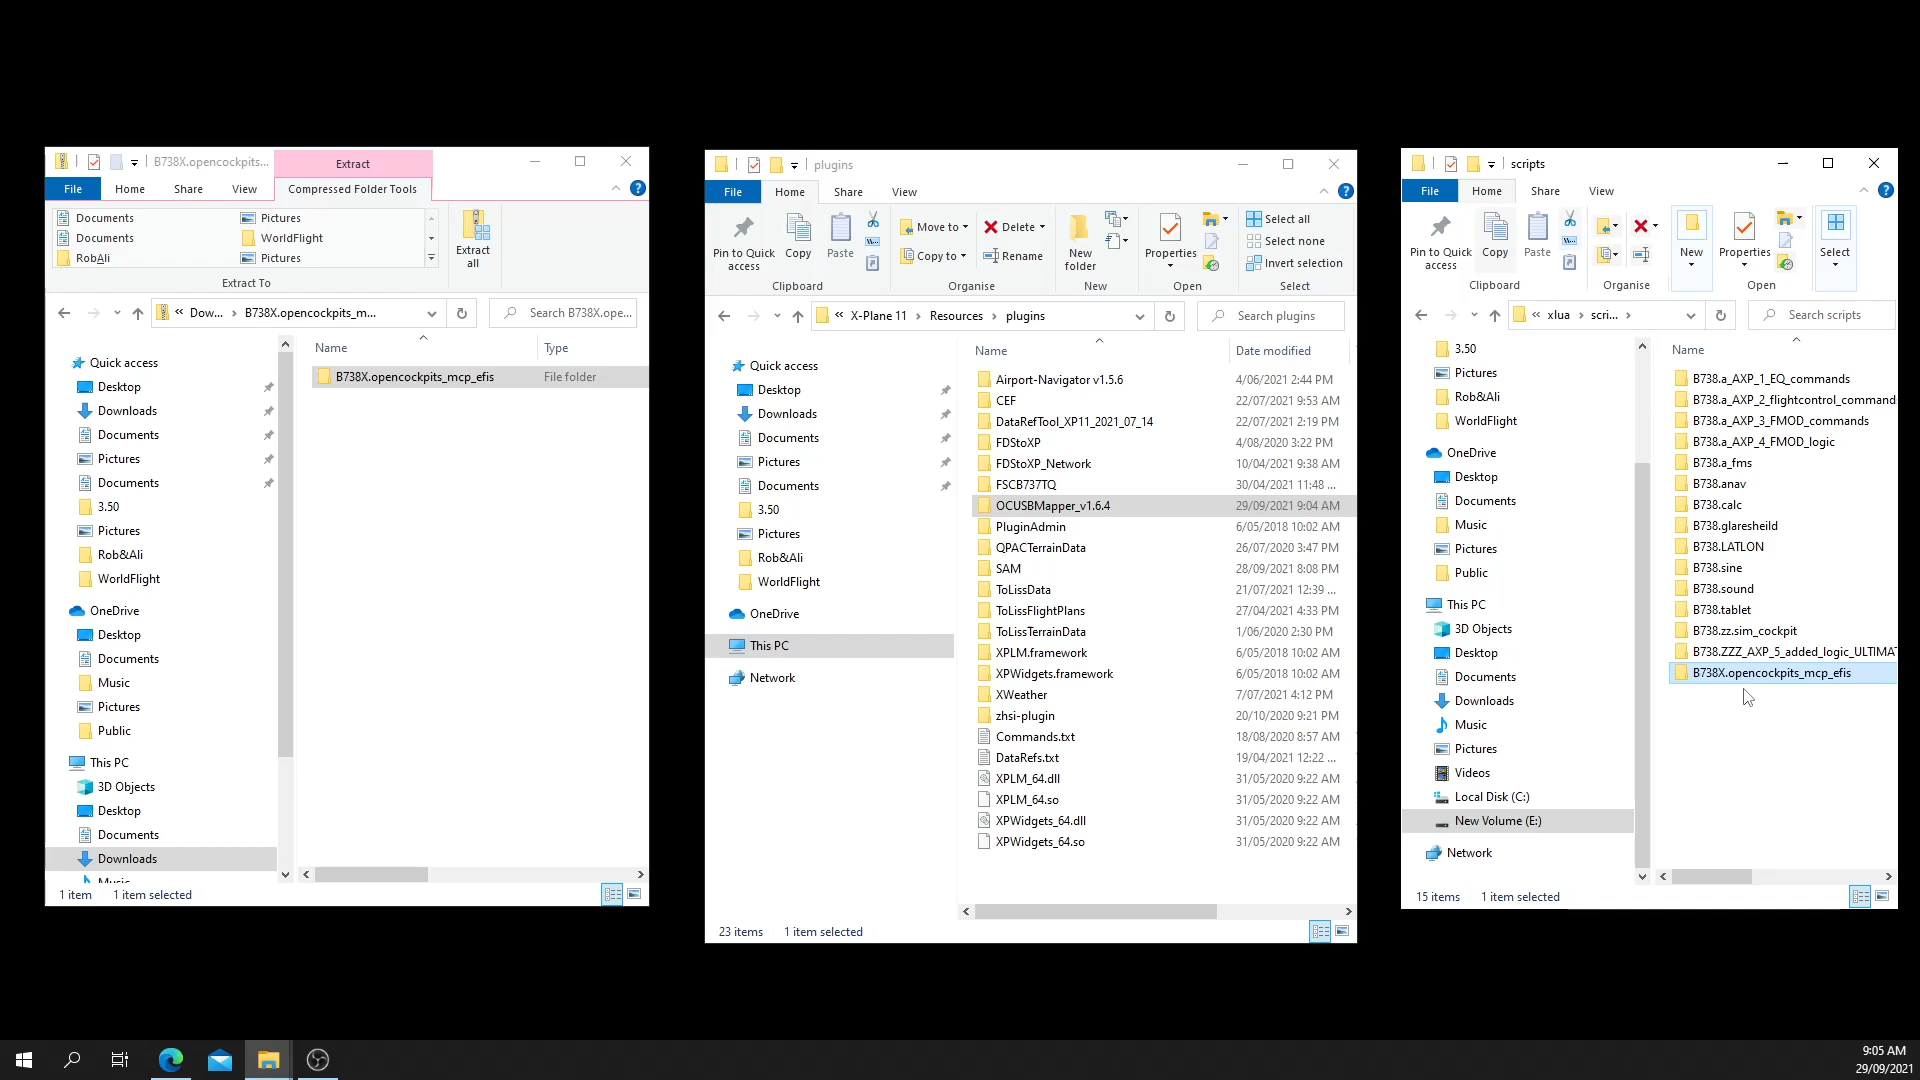 B738X.opencockpits...
Extract
File
Home
Share
View
Compressed Folder Tools
Documents
Pictures
Documents
WorldFlight
RobAli
Pictures
Extract all
Extract To
« Dow... › B738X.opencockpits_m...
Search B738X.ope...
Quick access
Desktop
Downloads
Documents
Pictures
Documents
3.50
Pictures
Rob&Ali
WorldFlight
OneDrive
Desktop
Documents
Music
Pictures
Public
This PC
3D Objects
Desktop
Documents
Downloads
Music
Name
Type
B738X.opencockpits_mcp_efis
File folder
1 item
1 item selected
plugins
File
Home
Share
View
Pin to Quick access
Copy
Paste
Clipboard
Move to
Copy to
Delete
Rename
Organise
New folder
New
Properties
Open
Select all
Select none
Invert selection
Select
« X-Plane 11 › Resources › plugins
Search plugins
Quick access
Desktop
Downloads
Documents
Pictures
Documents
3.50
Pictures
Rob&Ali
WorldFlight
OneDrive
This PC
Network
Name
Date modified
Airport-Navigator v1.5.6 4/06/2021 2:44 PM
CEF 22/07/2021 9:53 AM
DataRefTool_XP11_2021_07_14 22/07/2021 2:19 PM
FDStoXP 4/08/2020 3:22 PM
FDStoXP_Network 10/04/2021 9:38 AM
FSCB737TQ 30/04/2021 11:48 ...
OCUSBMapper_v1.6.4 29/09/2021 9:04 AM
PluginAdmin 6/05/2018 10:02 AM
QPACTerrainData 26/07/2020 3:47 PM
SAM 28/09/2021 8:08 PM
ToLissData 21/07/2021 12:39 ...
ToLissFlightPlans 27/04/2021 4:33 PM
ToLissTerrainData 1/06/2020 2:30 PM
XPLM.framework 6/05/2018 10:02 AM
XPWidgets.framework 6/05/2018 10:02 AM
XWeather 7/07/2021 4:12 PM
zhsi-plugin 20/10/2020 9:21 PM
Commands.txt 18/08/2020 8:57 AM
DataRefs.txt 19/04/2021 12:22 ...
XPLM_64.dll 31/05/2020 9:22 AM
XPLM_64.so 31/05/2020 9:22 AM
XPWidgets_64.dll 31/05/2020 9:22 AM
XPWidgets_64.so 31/05/2020 9:22 AM
23 items
1 item selected
scripts
File
Home
Share
View
Pin to Quick access
Copy
Paste
Clipboard
Organise
New
Properties
Open
Select
« xlua › scri... ›
Search scripts
3.50
Pictures
Rob&Ali
WorldFlight
OneDrive
Desktop
Documents
Music
Pictures
Public
This PC
3D Objects
Desktop
Documents
Downloads
Music
Pictures
Videos
Local Disk (C:)
New Volume (E:)
Network
Name
B738.a_AXP_1_EQ_commands
B738.a_AXP_2_flightcontrol_command
B738.a_AXP_3_FMOD_commands
B738.a_AXP_4_FMOD_logic
B738.a_fms
B738.anav
B738.calc
B738.glaresheild
B738.LATLON
B738.sine
B738.sound
B738.tablet
B738.zz.sim_cockpit
B738.ZZZ_AXP_5_added_logic_ULTIMAT
B738X.opencockpits_mcp_efis
15 items
1 item selected
9:05 AM
29/09/2021